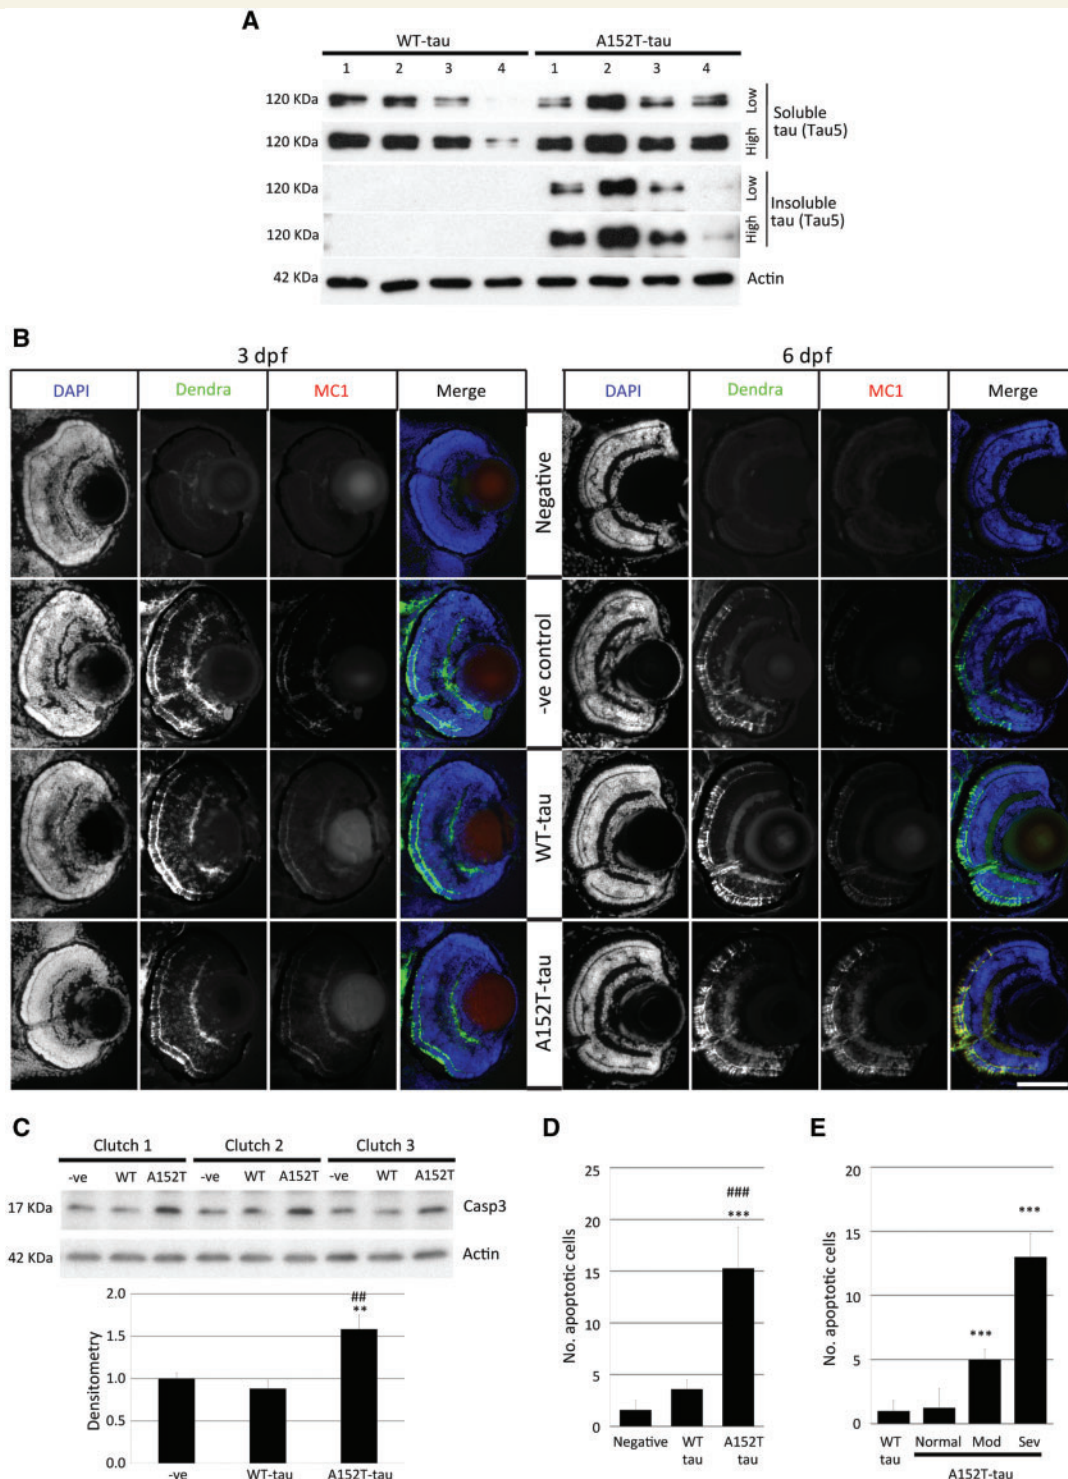 A
WT-tau A152T-tau
1 2 3 4 1 2 3 4
120 KDa Low
120 KDa High
Soluble
tau (Tau5)
120 KDa Low
120 KDa High
Insoluble
tau (Tau5)
42 KDa Actin
B
3 dpf 6 dpf
DAPI Dendra MC1 Merge DAPI Dendra MC1 Merge
Negative
-ve control
WT-tau
A152T-tau
C
Clutch 1 Clutch 2 Clutch 3
-ve WT A152T -ve WT A152T -ve WT A152T
17 KDa Casp3
42 KDa Actin
Densitometry
2.0
1.5
1.0
0.5
0.0
##
**
-ve WT-tau A152T-tau
D
No. apoptotic cells
25
20
15
10
5
0
###
***
Negative WT tau A152T tau
E
No. apoptotic cells
20
15
10
5
0
***
***
WT tau Normal Mod Sev
A152T-tau